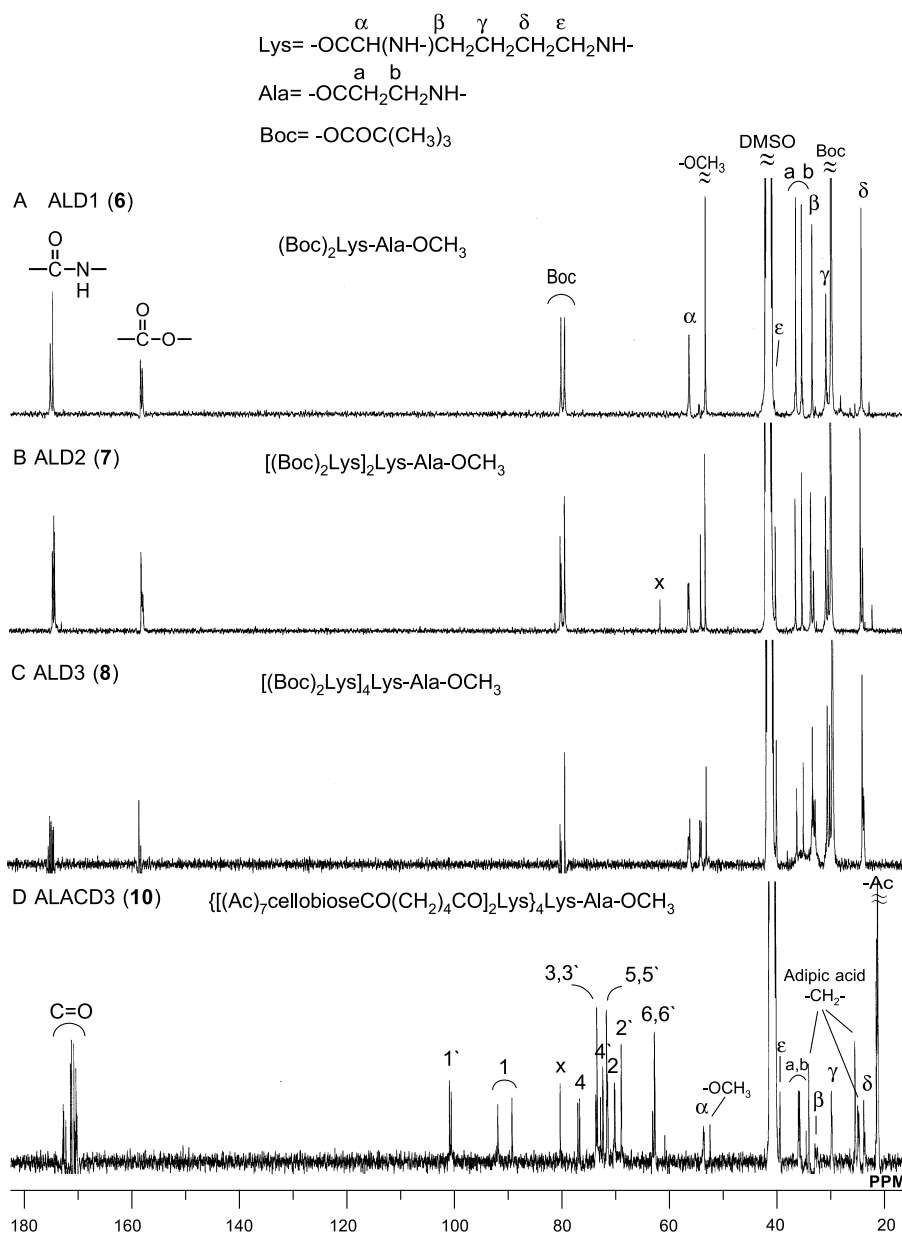 α β γ δ ε
Lys= -OCCH(NH-)CH₂CH₂CH₂CH₂NH-
a b
Ala= -OCCH₂CH₂NH-
Boc= -OCOC(CH₃)₃
A ALD1 (6)
(Boc)₂Lys-Ala-OCH₃
O
C N
H
O
C O
Boc
α
-OCH₃
≈
DMSO
≈
ε
a b
β
γ
Boc
≈
δ
B ALD2 (7)
[(Boc)₂Lys]₂Lys-Ala-OCH₃
x
C ALD3 (8)
[(Boc)₂Lys]₄Lys-Ala-OCH₃
D ALACD3 (10)
{[(Ac)₇cellobioseCO(CH₂)₄CO]₂Lys}₄Lys-Ala-OCH₃
-Ac
≈
C=O
1`
1
x
4
3,3`
4`
5,5`
2
2`
6,6`
α
-OCH₃
ε
a,b
Adipic acid
-CH₂-
β
γ
δ
PPM
180 160 140 120 100 80 60 40 20